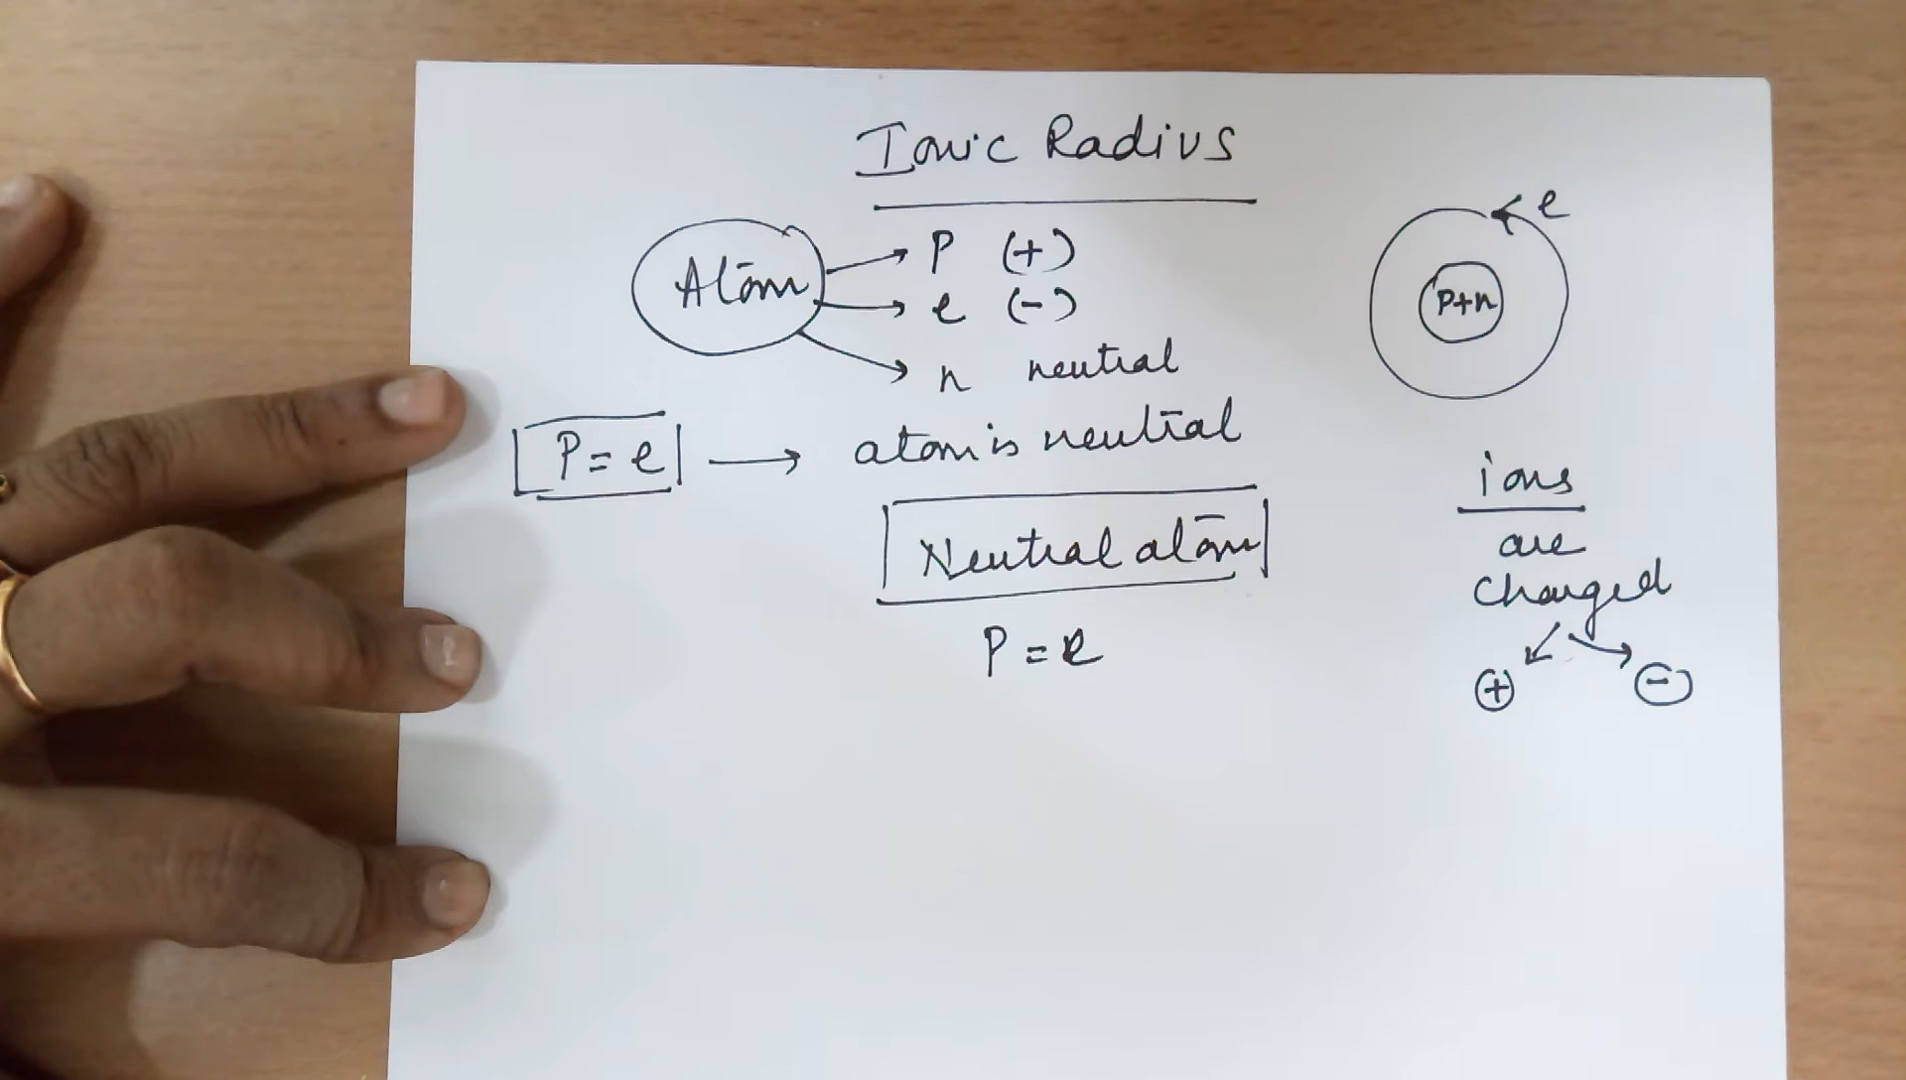 Ionic Radius
Atom
P (+)
e (-)
n neutral
e
P+n
P = e → atom is neutral
Neutral atom
P = e
ions
are
charged
+ -